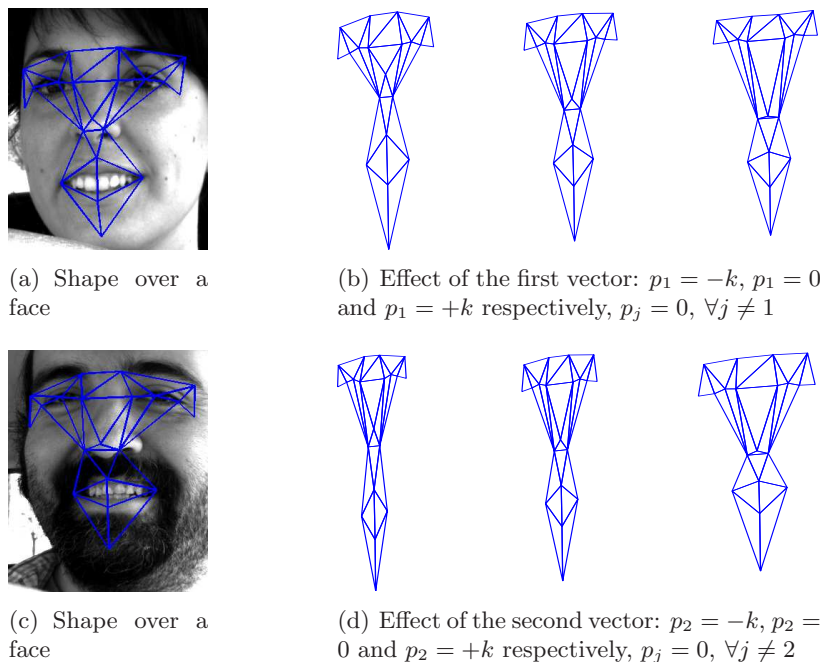 (a) Shape over a
face
(b) Effect of the first vector: p₁ = −k, p₁ = 0
and p₁ = +k respectively, pⱼ = 0, ∀j ≠ 1
(c) Shape over a
face
(d) Effect of the second vector: p₂ = −k, p₂ =
0 and p₂ = +k respectively, pⱼ = 0, ∀j ≠ 2